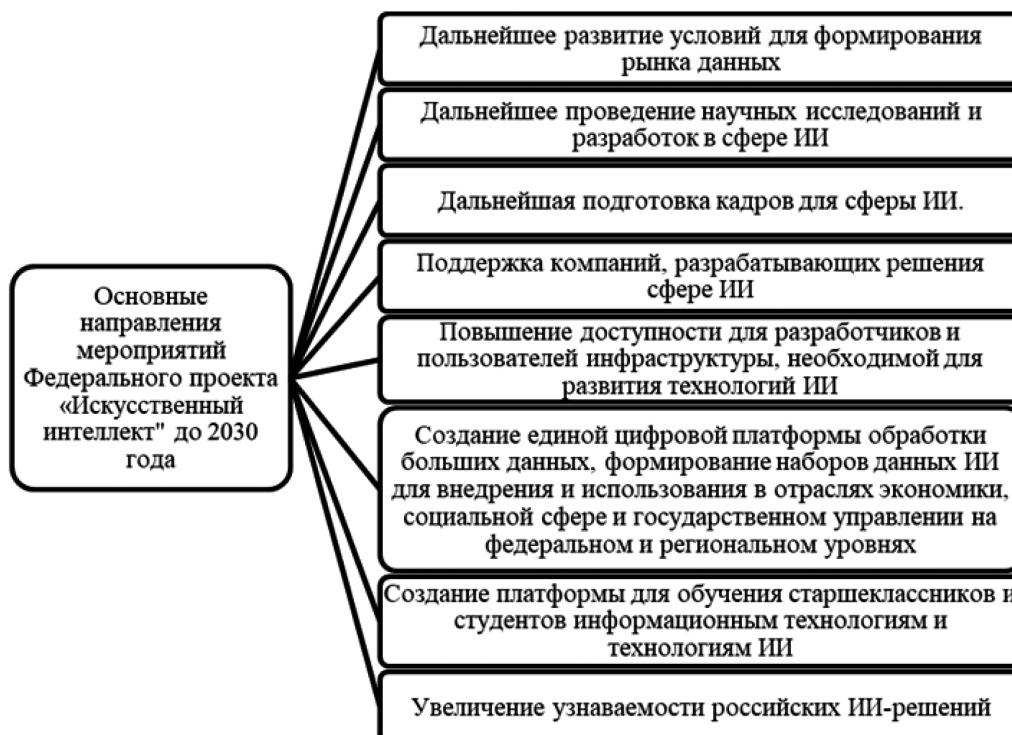 Основные
направления
мероприятий
Федерального проекта
«Искусственный
интеллект" до 2030
года
Дальнейшее развитие условий для формирования
рынка данных
Дальнейшее проведение научных исследований и
разработок в сфере ИИ
Дальнейшая подготовка кадров для сферы ИИ.
Поддержка компаний, разрабатывающих решения
сфере ИИ
Повышение доступности для разработчиков и
пользователей инфраструктуры, необходимой для
развития технологий ИИ
Создание единой цифровой платформы обработки
больших данных, формирование наборов данных ИИ
для внедрения и использования в отраслях экономики,
социальной сфере и государственном управлении на
федеральном и региональном уровнях
Создание платформы для обучения старшеклассников и
студентов информационным технологиям и
технологиям ИИ
Увеличение узнаваемости российских ИИ-решений